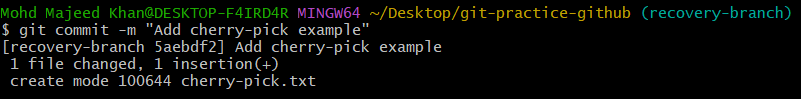 Mohd Majeed Khan@DESKTOP-F4IRD4R MINGW64 ~/Desktop/git-practice-github (recovery-branch)
$ git commit -m "Add cherry-pick example"
[recovery-branch 5aebdf2] Add cherry-pick example
 1 file changed, 1 insertion(+)
 create mode 100644 cherry-pick.txt